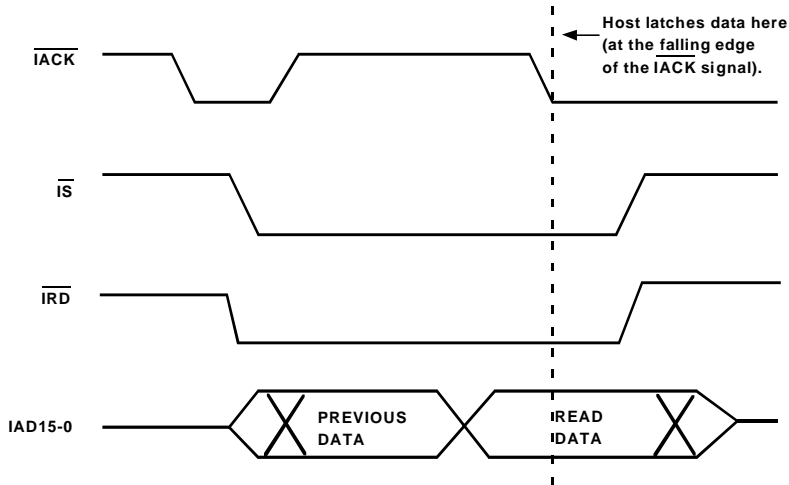 Host latches data here
(at the falling edge
of the IACK signal).
IACK
IS
IRD
IAD15-0
PREVIOUS
DATA
READ
DATA